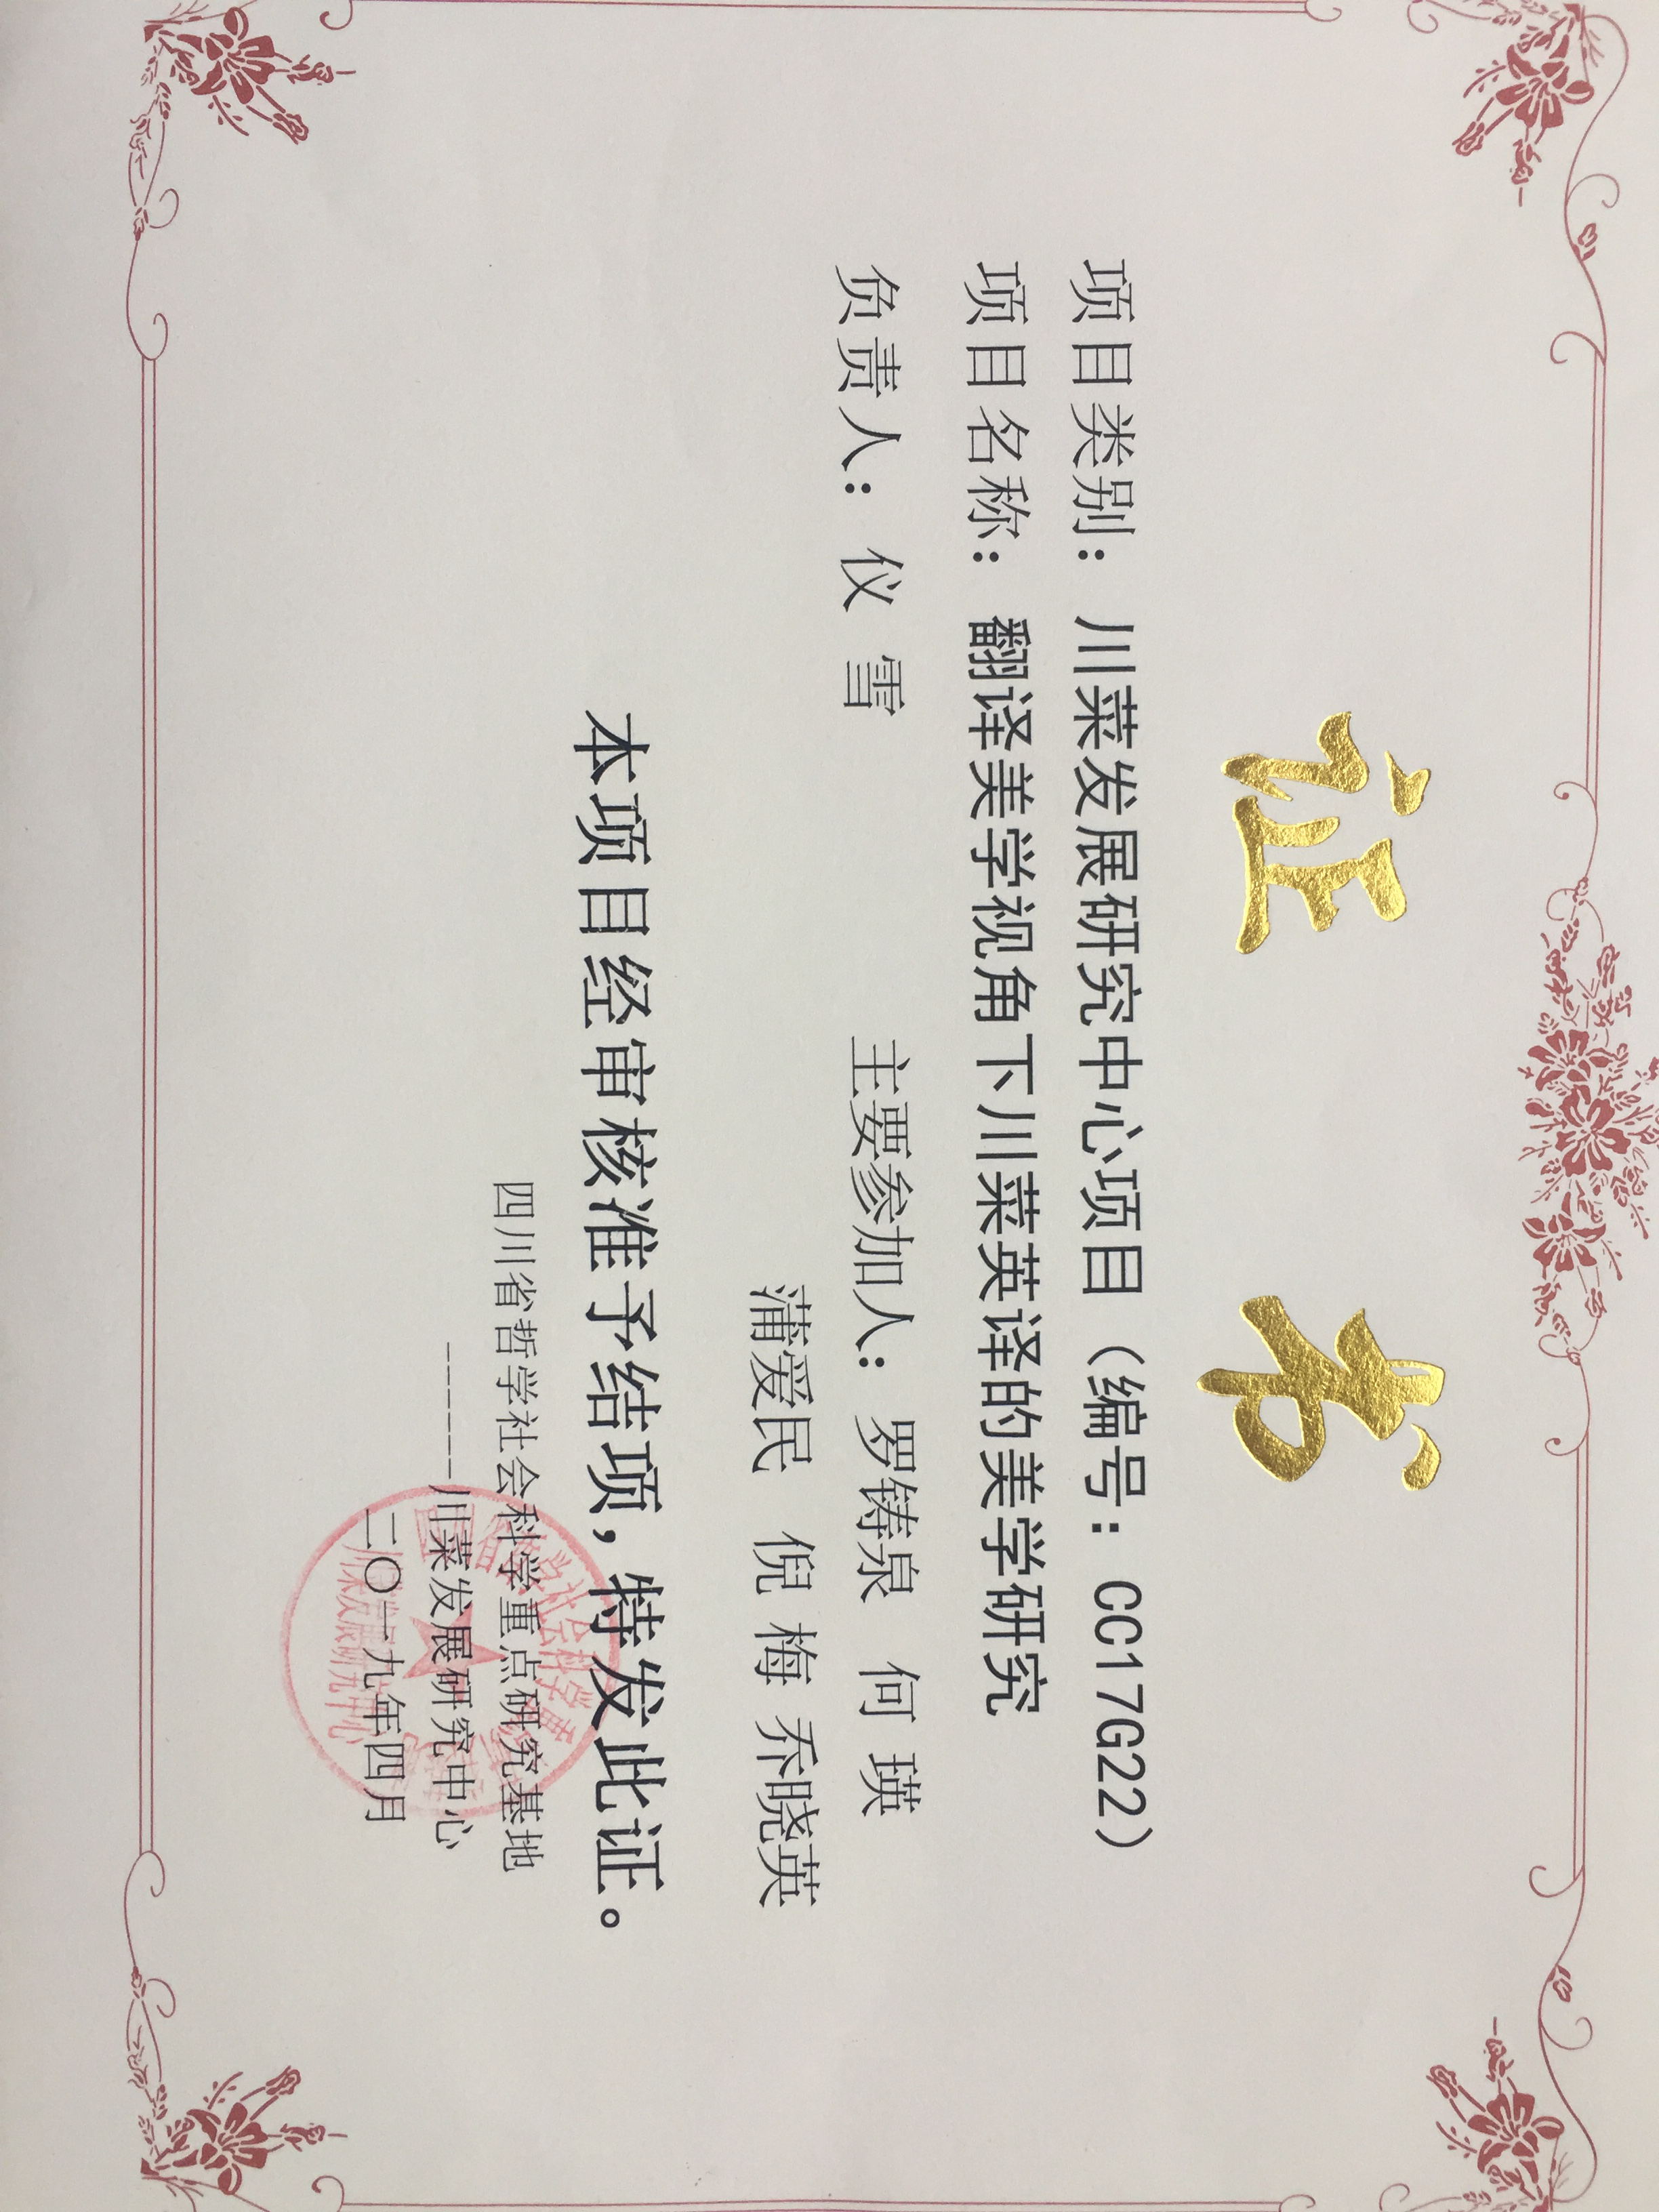 证 书
项目类别：川菜发展研究中心项目（编号：CC17G22）
项目名称：翻译美学视角下川菜英译的美学研究
负责人：仪 雪 主要参加人：罗铸泉 何 瑛
蒲爱民 倪 梅 乔晓英
本项目经审核准予结项，特发此证。
四川省哲学社会科学重点研究基地
------川菜发展研究中心
二〇一九年四月